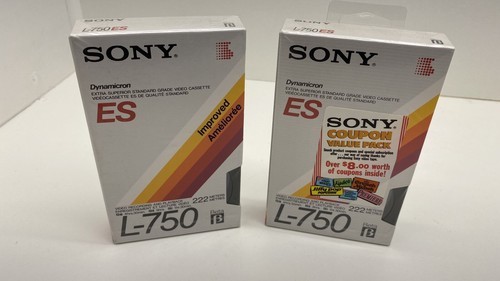 SONY
L-750ES
Dynamicron
EXTRA SUPERIOR STANDARD GRADE VIDEO CASSETTE
VIDÉOCASSETTE ES DE QUALITÉ STANDARD
ES
Improved
Améliorée
L-750
222
SONY
L-750ES
Dynamicron
EXTRA SUPERIOR STANDARD GRADE VIDEO CASSETTE
VIDÉOCASSETTE ES DE QUALITÉ STANDARD
ES
SONY
COUPON
VALUE PACK
Over $8.00 worth
of coupons inside!
L-750
222